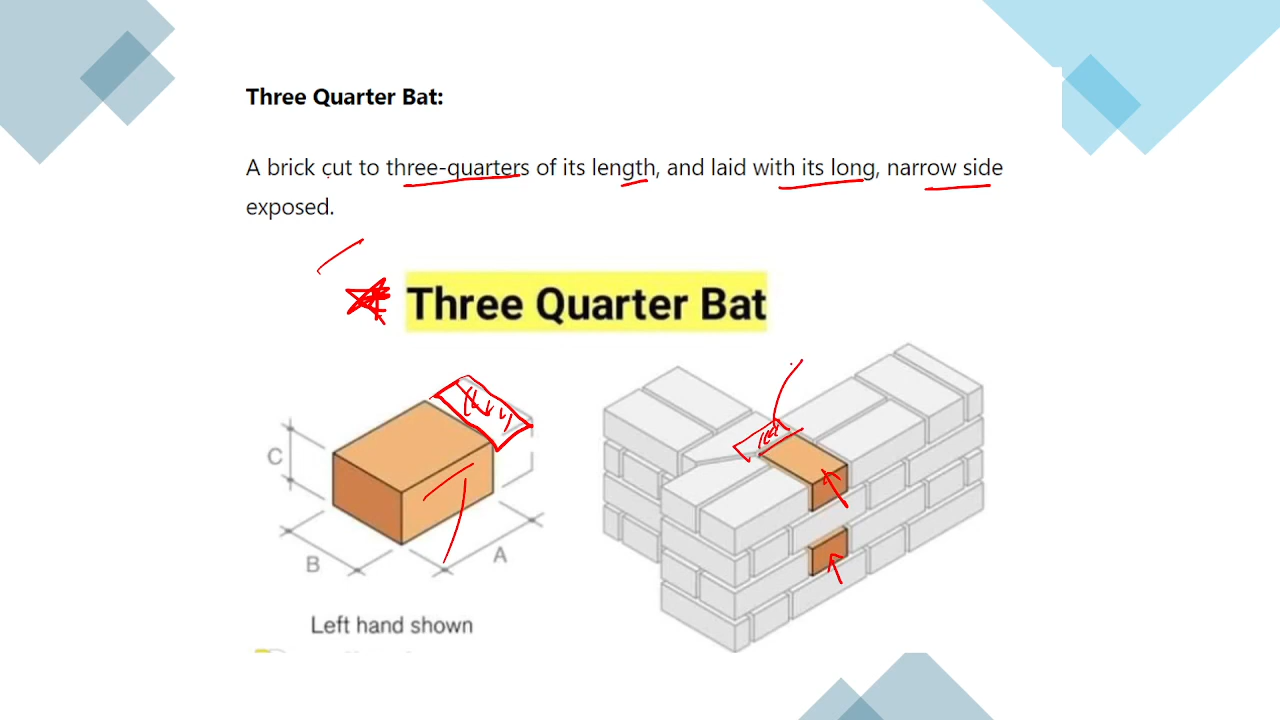 Three Quarter Bat:
A brick cut to three-quarters of its length, and laid with its long, narrow side
exposed.
Three Quarter Bat
C
B
A
Left hand shown